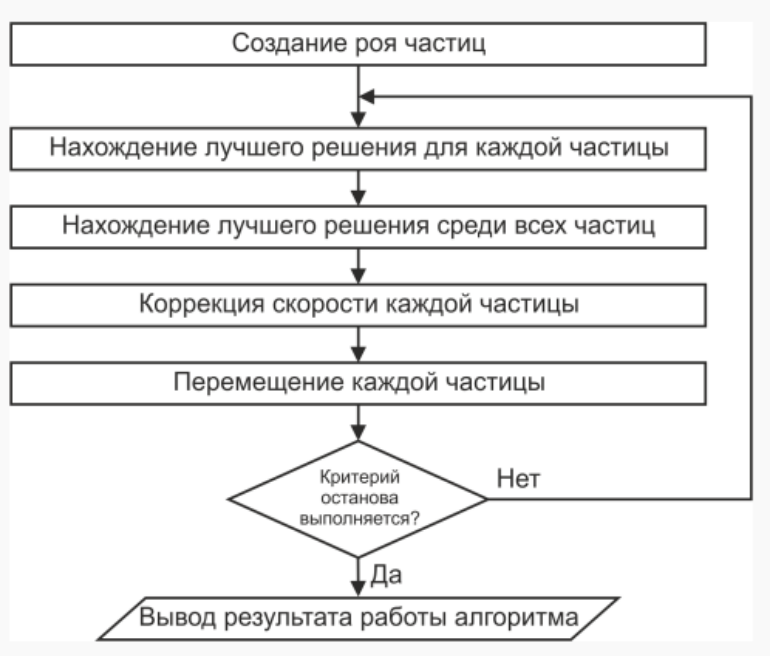 Создание роя частиц
Нахождение лучшего решения для каждой частицы
Нахождение лучшего решения среди всех частиц
Коррекция скорости каждой частицы
Перемещение каждой частицы
Критерий
останова
выполняется?
Нет
Да
Вывод результата работы алгоритма